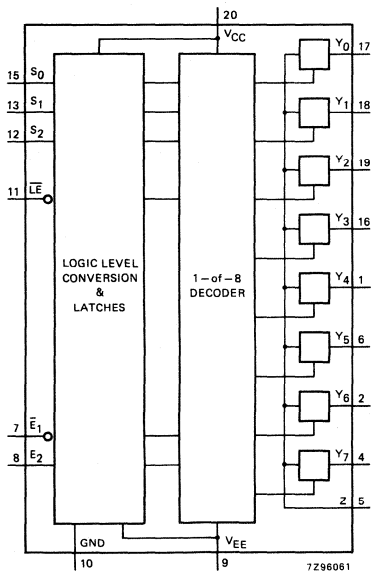 20
VCC
15 S0
13 S1
12 S2
11 LE
7 E1
8 E2
LOGIC LEVEL
CONVERSION
&
LATCHES
1-of-8
DECODER
Y0 17
Y1 18
Y2 19
Y3 16
Y4 1
Y5 6
Y6 2
Y7 4
Z 5
GND
VEE
10
9
7Z96061